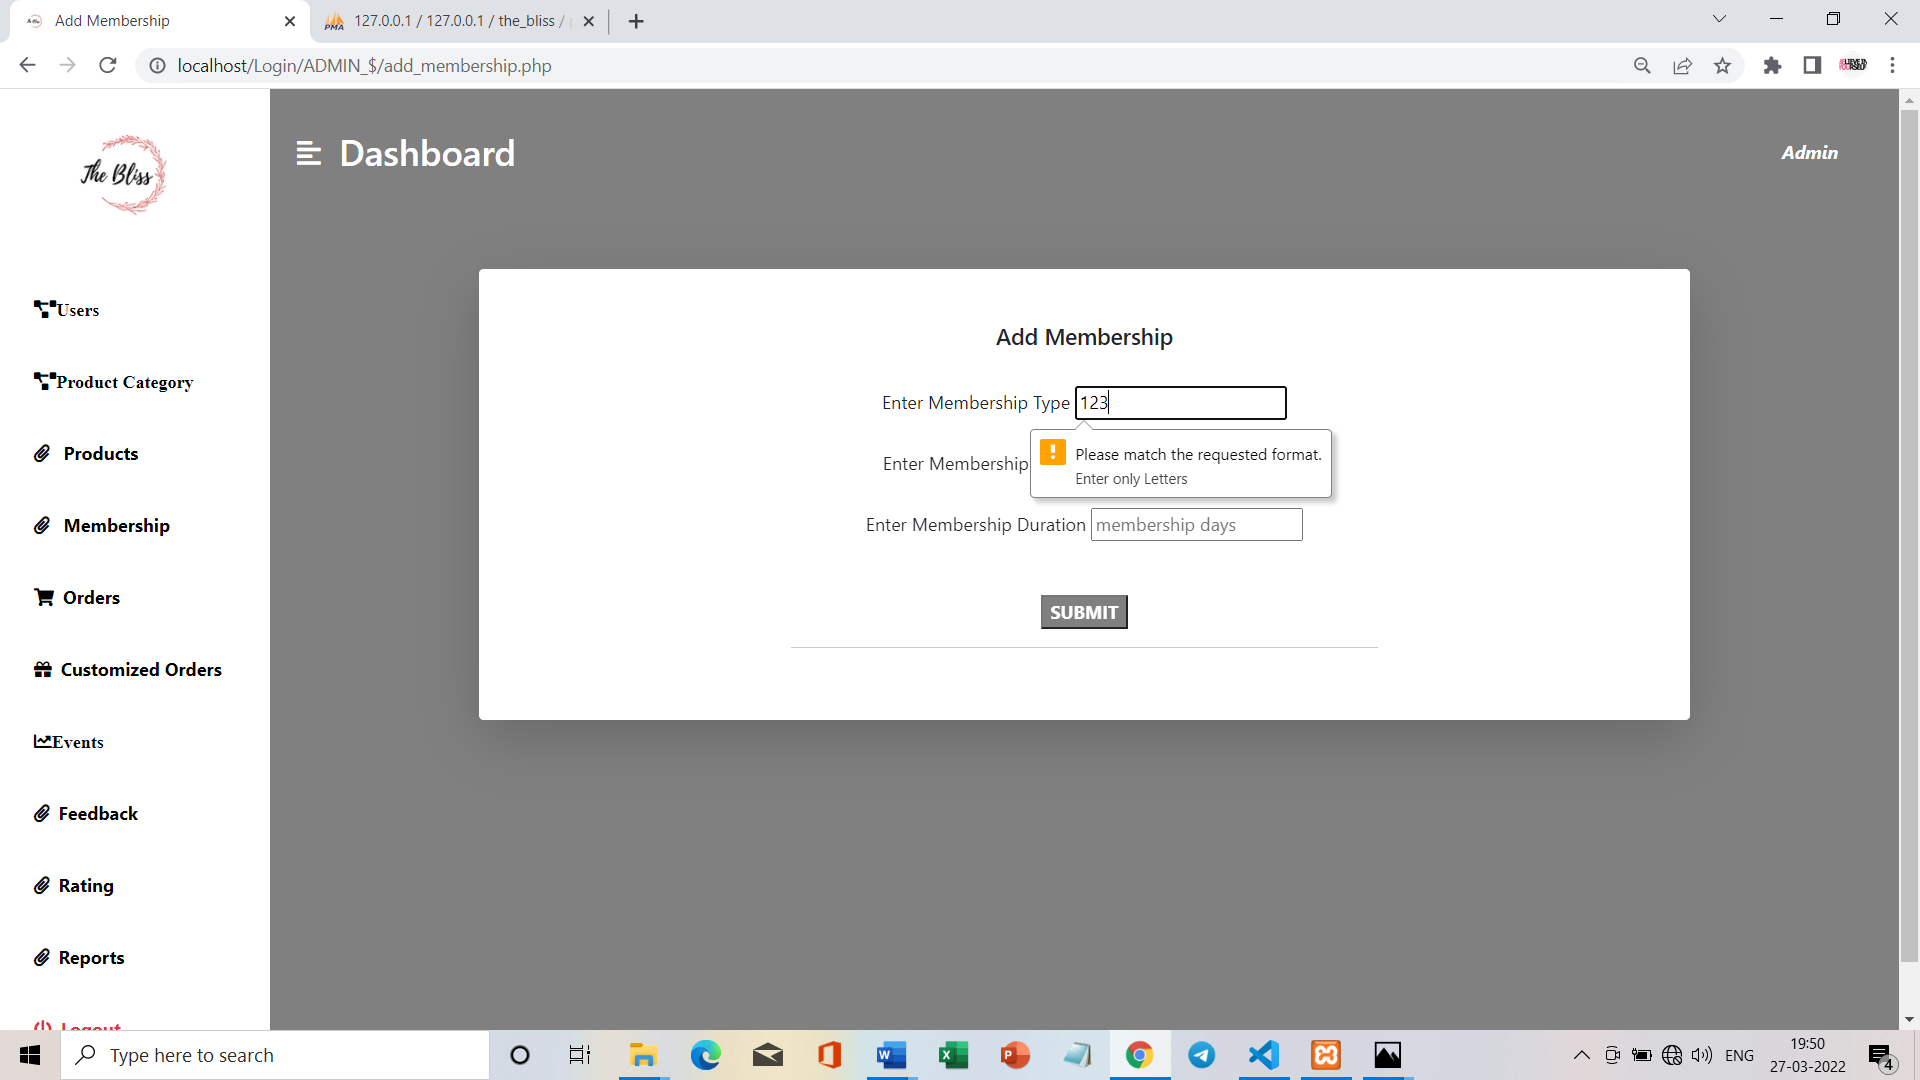 Add Membership
127.0.0.1 / 127.0.0.1 / the_bliss /
localhost/Login/ADMIN_$/add_membership.php
The Bliss
Dashboard
Admin
Users
Product Category
Products
Membership
Orders
Customized Orders
Events
Feedback
Rating
Reports
Logout
Add Membership
Enter Membership Type 123
Please match the requested format.
Enter only Letters
Enter Membership
Enter Membership Duration membership days
SUBMIT
Type here to search
ENG
19:50
27-03-2022
4